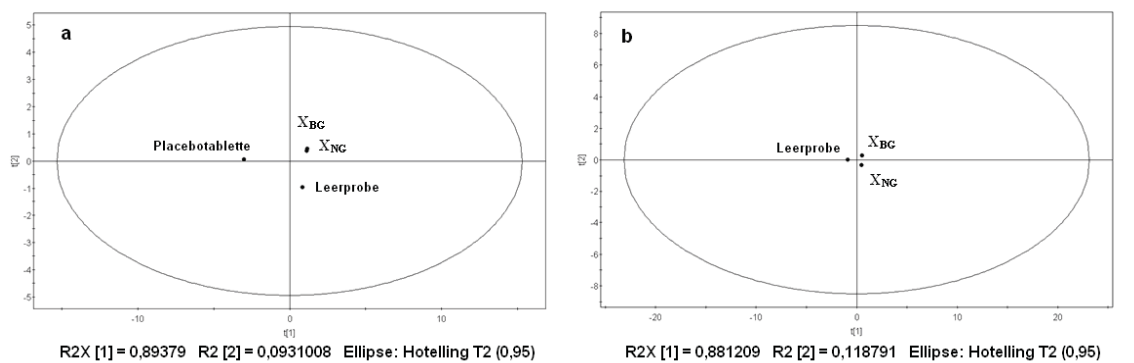 a
5
4
3
2
1
0
-1
-2
-3
-4
-5
t[2]
X_BG
X_NG
Placebotablette
Leerprobe
-10
0
10
t[1]
R2X [1] = 0,89379 R2 [2] = 0,0931008 Ellipse: Hotelling T2 (0,95)
b
8
6
4
2
0
-2
-4
-6
-8
t[2]
X_BG
Leerprobe
X_NG
-20
-10
0
10
20
t[1]
R2X [1] = 0,881209 R2 [2] = 0,118791 Ellipse: Hotelling T2 (0,95)